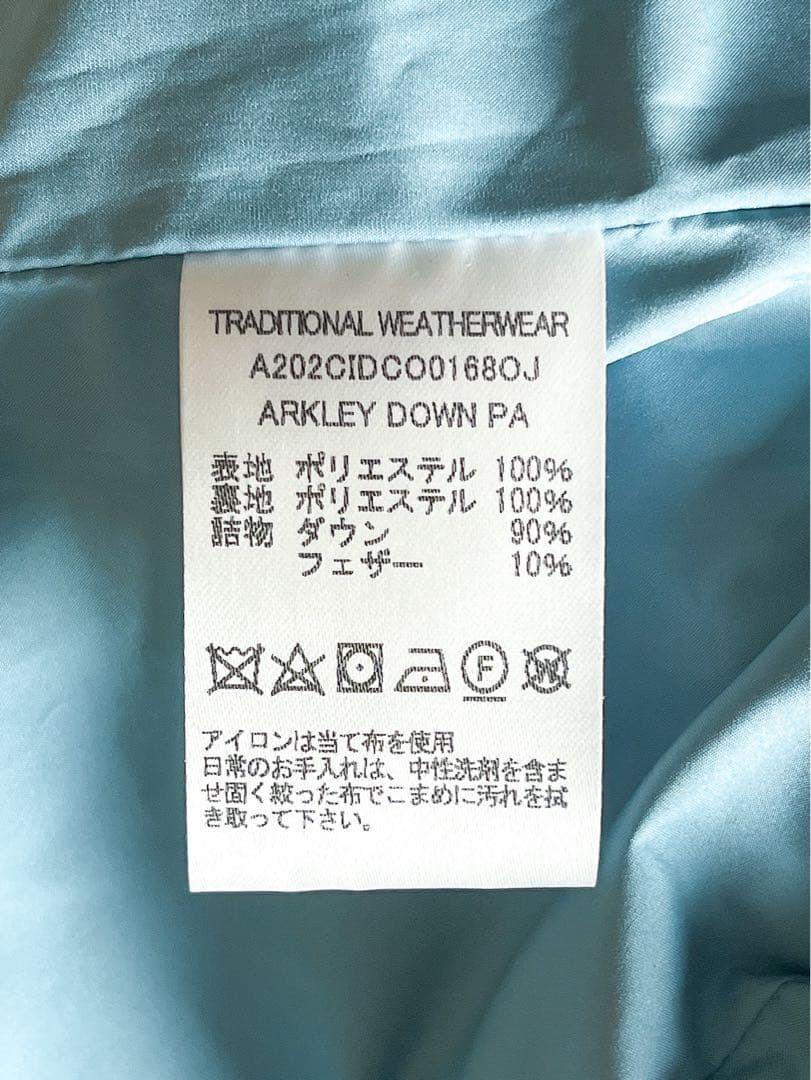 TRADITIONAL WEATHERWEAR
A202CIDCO0168OJ
ARKLEY DOWN PA
表地 ポリエステル 100%
裏地 ポリエステル 100%
詰物 ダウン 90%
フェザー 10%
F W
アイロンは当て布を使用
日常のお手入れは、中性洗剤を含ま
せ固く絞った布でこまめに汚れを拭
き取って下さい。